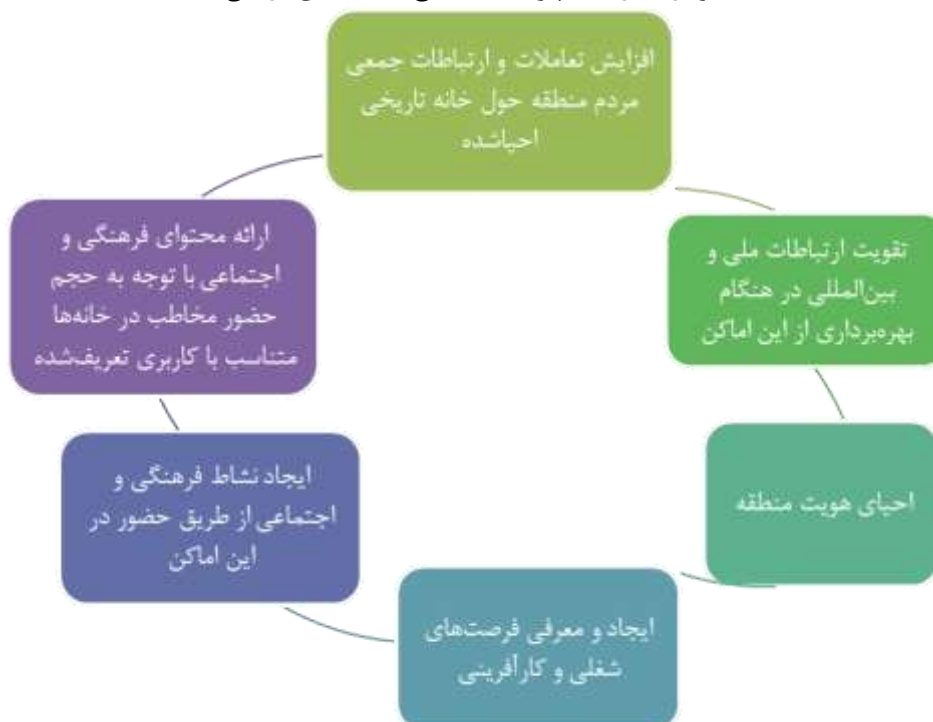 افزایش تعاملات و ارتباطات جمعی
مردم منطقه حول خانه تاریخی
احیاشده
تقویت ارتباطات ملی و
بین‌المللی در هنگام
بهره‌برداری از این اماکن
احیای هویت منطقه
ایجاد و معرفی فرصت‌های
شغلی و کارآفرینی
ایجاد نشاط فرهنگی و
اجتماعی از طریق حضور در
این اماکن
ارائه محتوای فرهنگی و
اجتماعی با توجه به حجم
حضور مخاطب در خانه‌ها
متناسب با کاربری تعریف‌شده